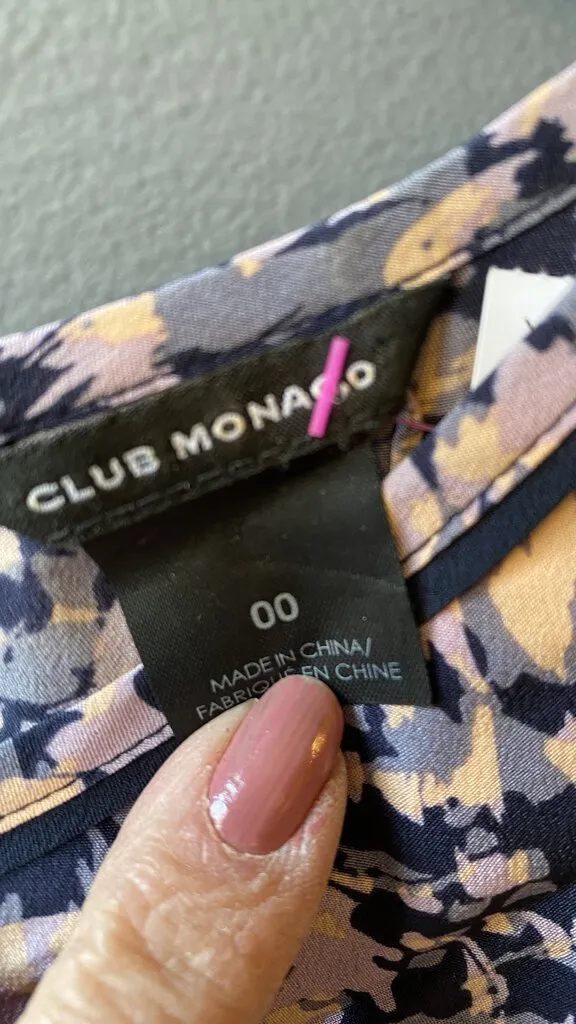 CLUB MONACO
00
MADE IN CHINA/
FABRIQUÉ EN CHINE